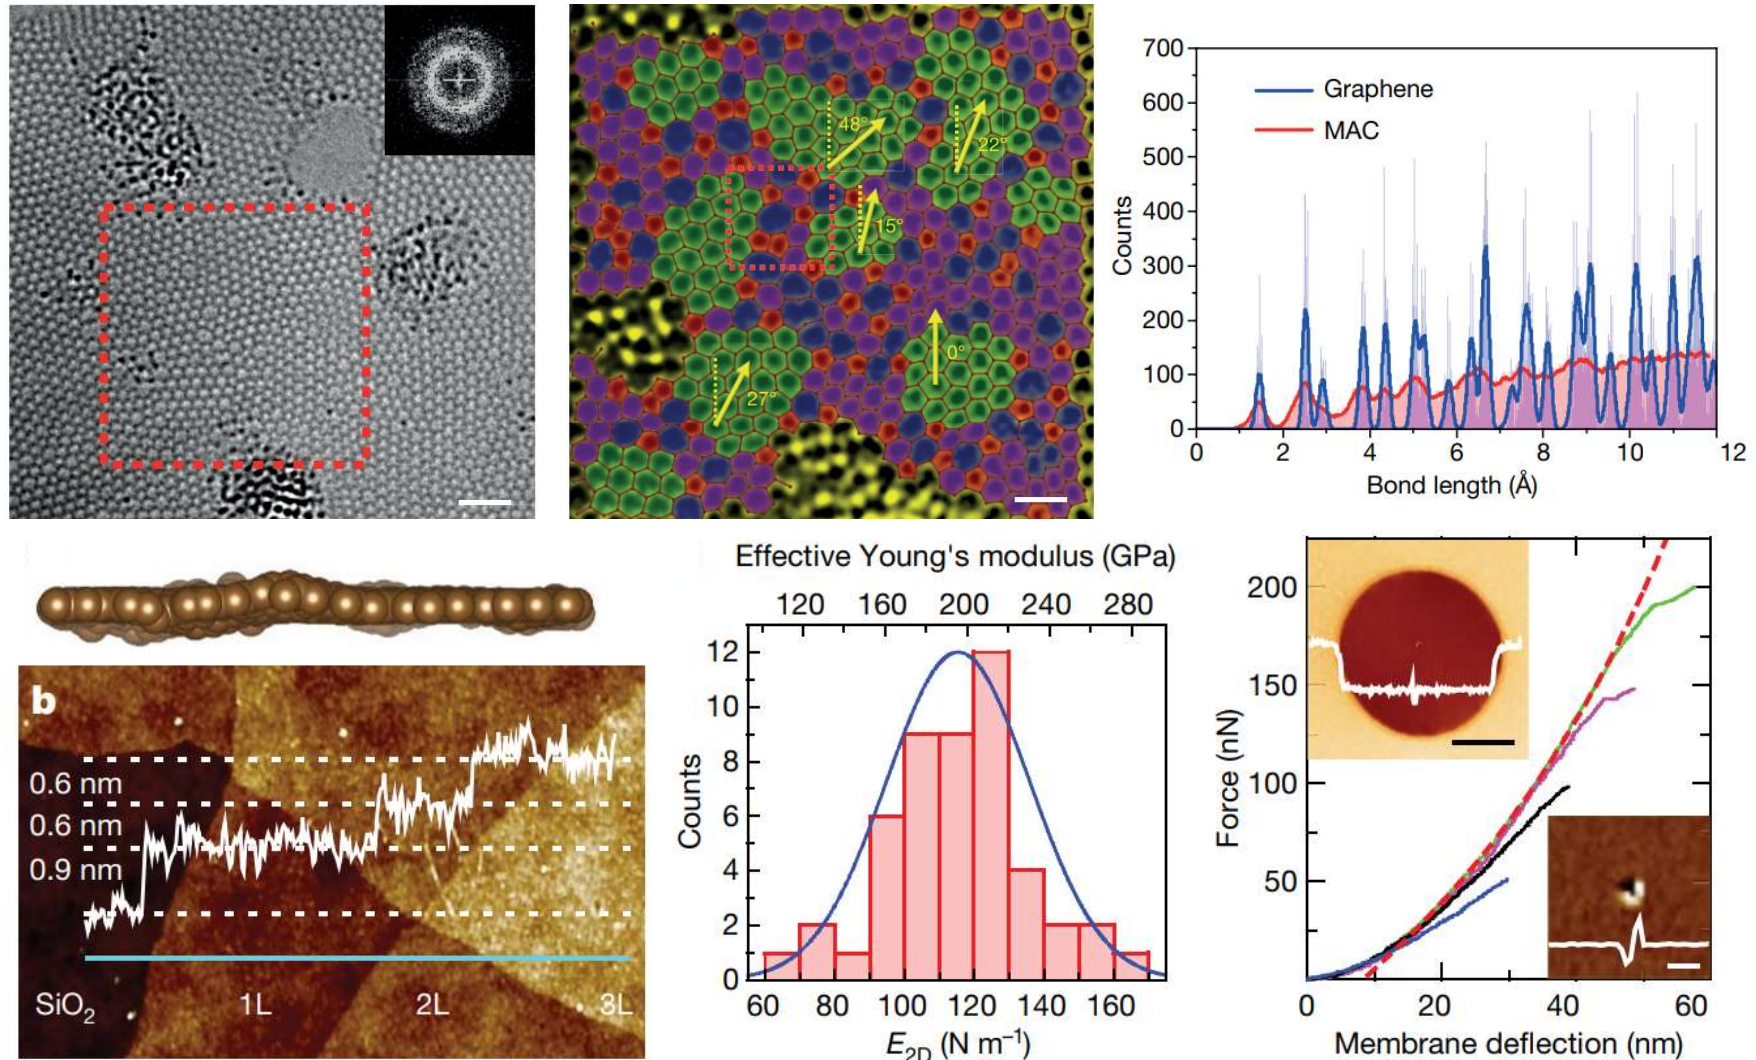 48°
22°
15°
0°
27°
700
600
500
400
300
200
100
0
Counts
Graphene
MAC
0 2 4 6 8 10 12
Bond length (Å)
b
0.6 nm
0.6 nm
0.9 nm
SiO₂ 1L 2L 3L
Effective Young's modulus (GPa)
120 160 200 240 280
12
10
8
6
4
2
0
Counts
60 80 100 120 140 160
E₂D (N m⁻¹)
200
150
100
50
Force (nN)
0 20 40 60
Membrane deflection (nm)